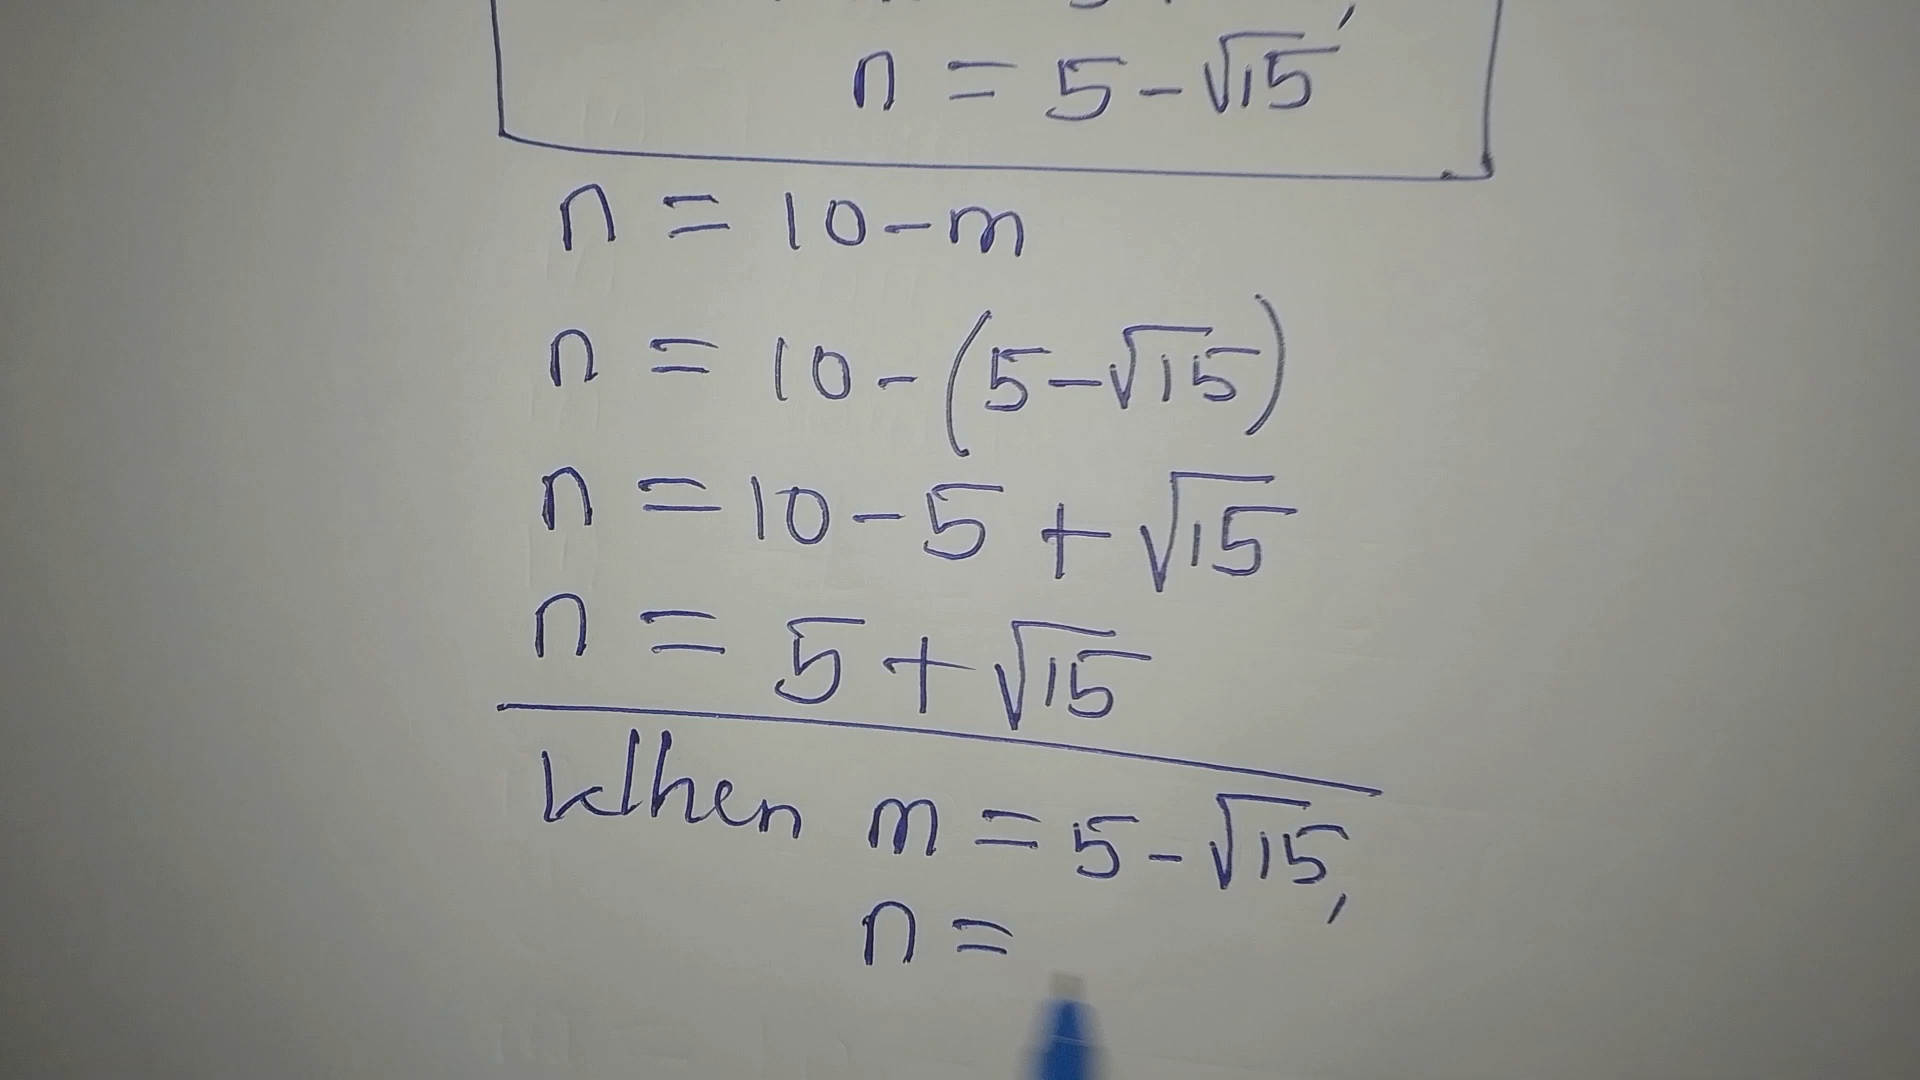 n = 5-√15
n = 10-m
n = 10-(5-√15)
n = 10-5+√15
n = 5+√15
When m = 5-√15,
n =